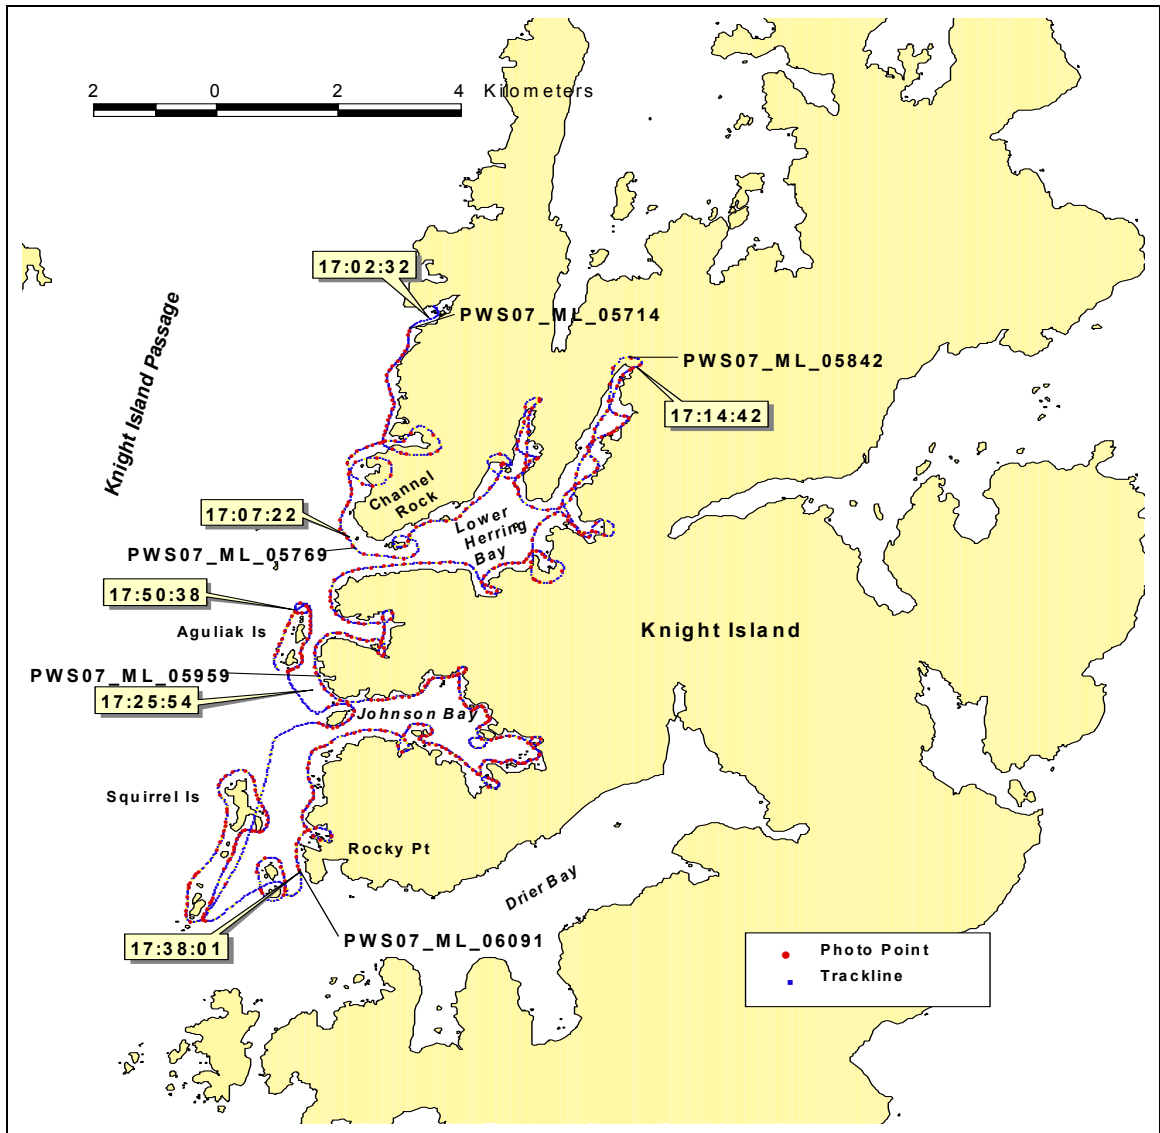 2 0 2 4 Kilometers
17:02:32
PWS07_ML_05714
Knight Island Passage
PWS07_ML_05842
17:14:42
Channel
Rock
17:07:22
Lower
Herring
Bay
PWS07_ML_05769
17:50:38
Aguliak Is
Knight Island
PWS07_ML_05959
17:25:54
Johnson Bay
Squirrel Is
Rocky Pt
Drier Bay
17:38:01
PWS07_ML_06091
Photo Point
Trackline